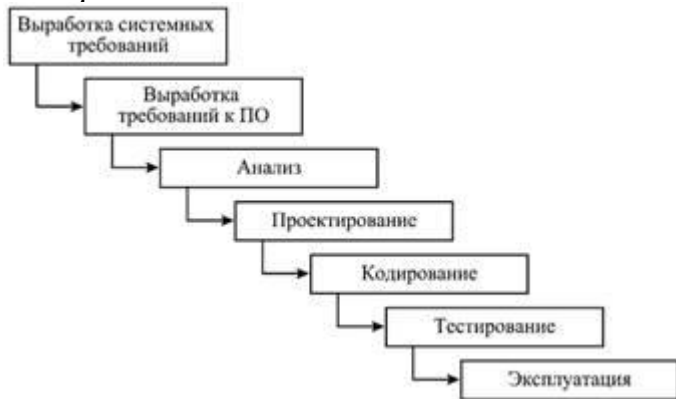 Выработка системных
требований
Выработка
требований к ПО
Анализ
Проектирование
Кодирование
Тестирование
Эксплуатация